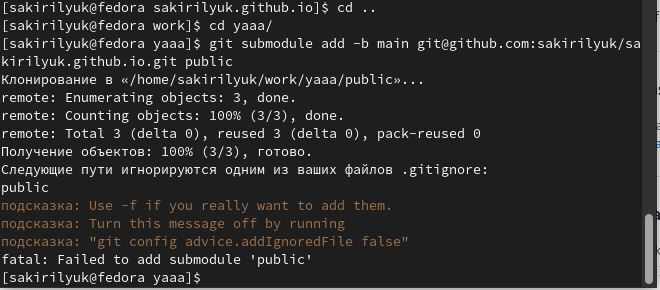 [sakirilyuk@fedora sakirilyuk.github.io]$ cd ..
[sakirilyuk@fedora work]$ cd yaaa/
[sakirilyuk@fedora yaaa]$ git submodule add -b main git@github.com:sakirilyuk/sa
kirilyuk.github.io.git public
Клонирование в «/home/sakirilyuk/work/yaaa/public»...
remote: Enumerating objects: 3, done.
remote: Counting objects: 100% (3/3), done.
remote: Total 3 (delta 0), reused 3 (delta 0), pack-reused 0
Получение объектов: 100% (3/3), готово.
Следующие пути игнорируются одним из ваших файлов .gitignore:
public
подсказка: Use -f if you really want to add them.
подсказка: Turn this message off by running
подсказка: "git config advice.addIgnoredFile false"
fatal: Failed to add submodule 'public'
[sakirilyuk@fedora yaaa]$